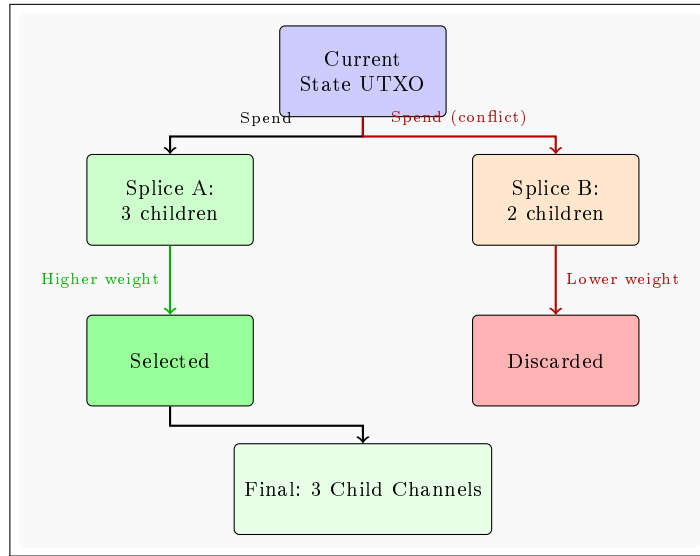 Current
State UTXO
Spend
Spend (conflict)
Splice A:
3 children
Splice B:
2 children
Higher weight
Lower weight
Selected
Discarded
Final: 3 Child Channels